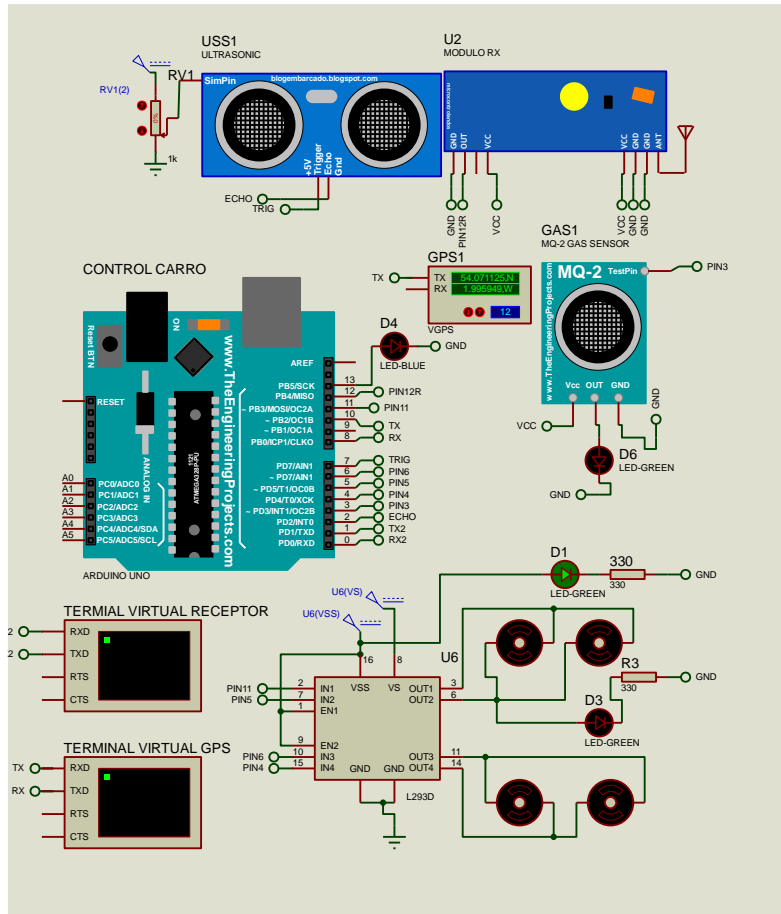 USS1
ULTRASONIC
RV1(2)
RV1
0%
1k
SimPin
blogembarcado.blogspot.com
+5V
Trigger
Echo
Gnd
ECHO
TRIG
U2
MODULO RX
GND
OUT
VCC
VCC
GND
GND
ANT
GND
PIN12R
VCC
VCC
GND
GND
GAS1
MQ-2 GAS SENSOR
MQ-2
TestPin
PIN3
www.TheEngineeringProjects.com
Vcc
OUT
GND
VCC
GND
D6
LED-GREEN
GND
GPS1
TX
TX
RX
54.071125,N
1.995949,W
12
VGPS
CONTROL CARRO
Reset BTN
ON
www.TheEngineeringProjects.com
ANALOG IN
1121
ATMEGA328P-PU
RESET
A0 PC0/ADC0
A1 PC1/ADC1
A2 PC2/ADC2
A3 PC3/ADC3
A4 PC4/ADC4/SDA
A5 PC5/ADC5/SCL
AREF
PB5/SCK 13
PB4/MISO 12 PIN12R
~ PB3/MOSI/OC2A 11 PIN11
~ PB2/OC1B 10 TX
~ PB1/OC1A 9 RX
PB0/ICP1/CLKO 8
PD7/AIN1 7 TRIG
~ PD7/AIN1 6 PIN6
~ PD5/T1/OC0B 5 PIN5
PD4/T0/XCK 4 PIN4
~ PD3/INT1/OC2B 3 PIN3
PD2/INT0 2 ECHO
PD1/TXD 1 TX2
PD0/RXD 0 RX2
ARDUINO UNO
D4
LED-BLUE
GND
TERMIAL VIRTUAL RECEPTOR
2 RXD
2 TXD
RTS
CTS
TERMINAL VIRTUAL GPS
TX RXD
RX TXD
RTS
CTS
U6(VS)
U6(VSS)
U6
16
8
VSS
VS
PIN11 2 IN1
PIN5 7 IN2
1 EN1
9 EN2
PIN6 10 IN3
PIN4 15 IN4
OUT1 3
OUT2 6
OUT3 11
OUT4 14
GND
GND
L293D
D1
LED-GREEN
330
330
GND
R3
330
GND
D3
LED-GREEN